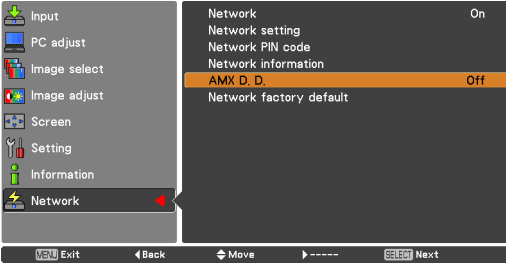 Input
PC adjust
Image select
Image adjust
Screen
Setting
Information
Network
Network On
Network setting
Network PIN code
Network information
AMX D. D. Off
Network factory default
MENU Exit Back Move ----- SELECT Next